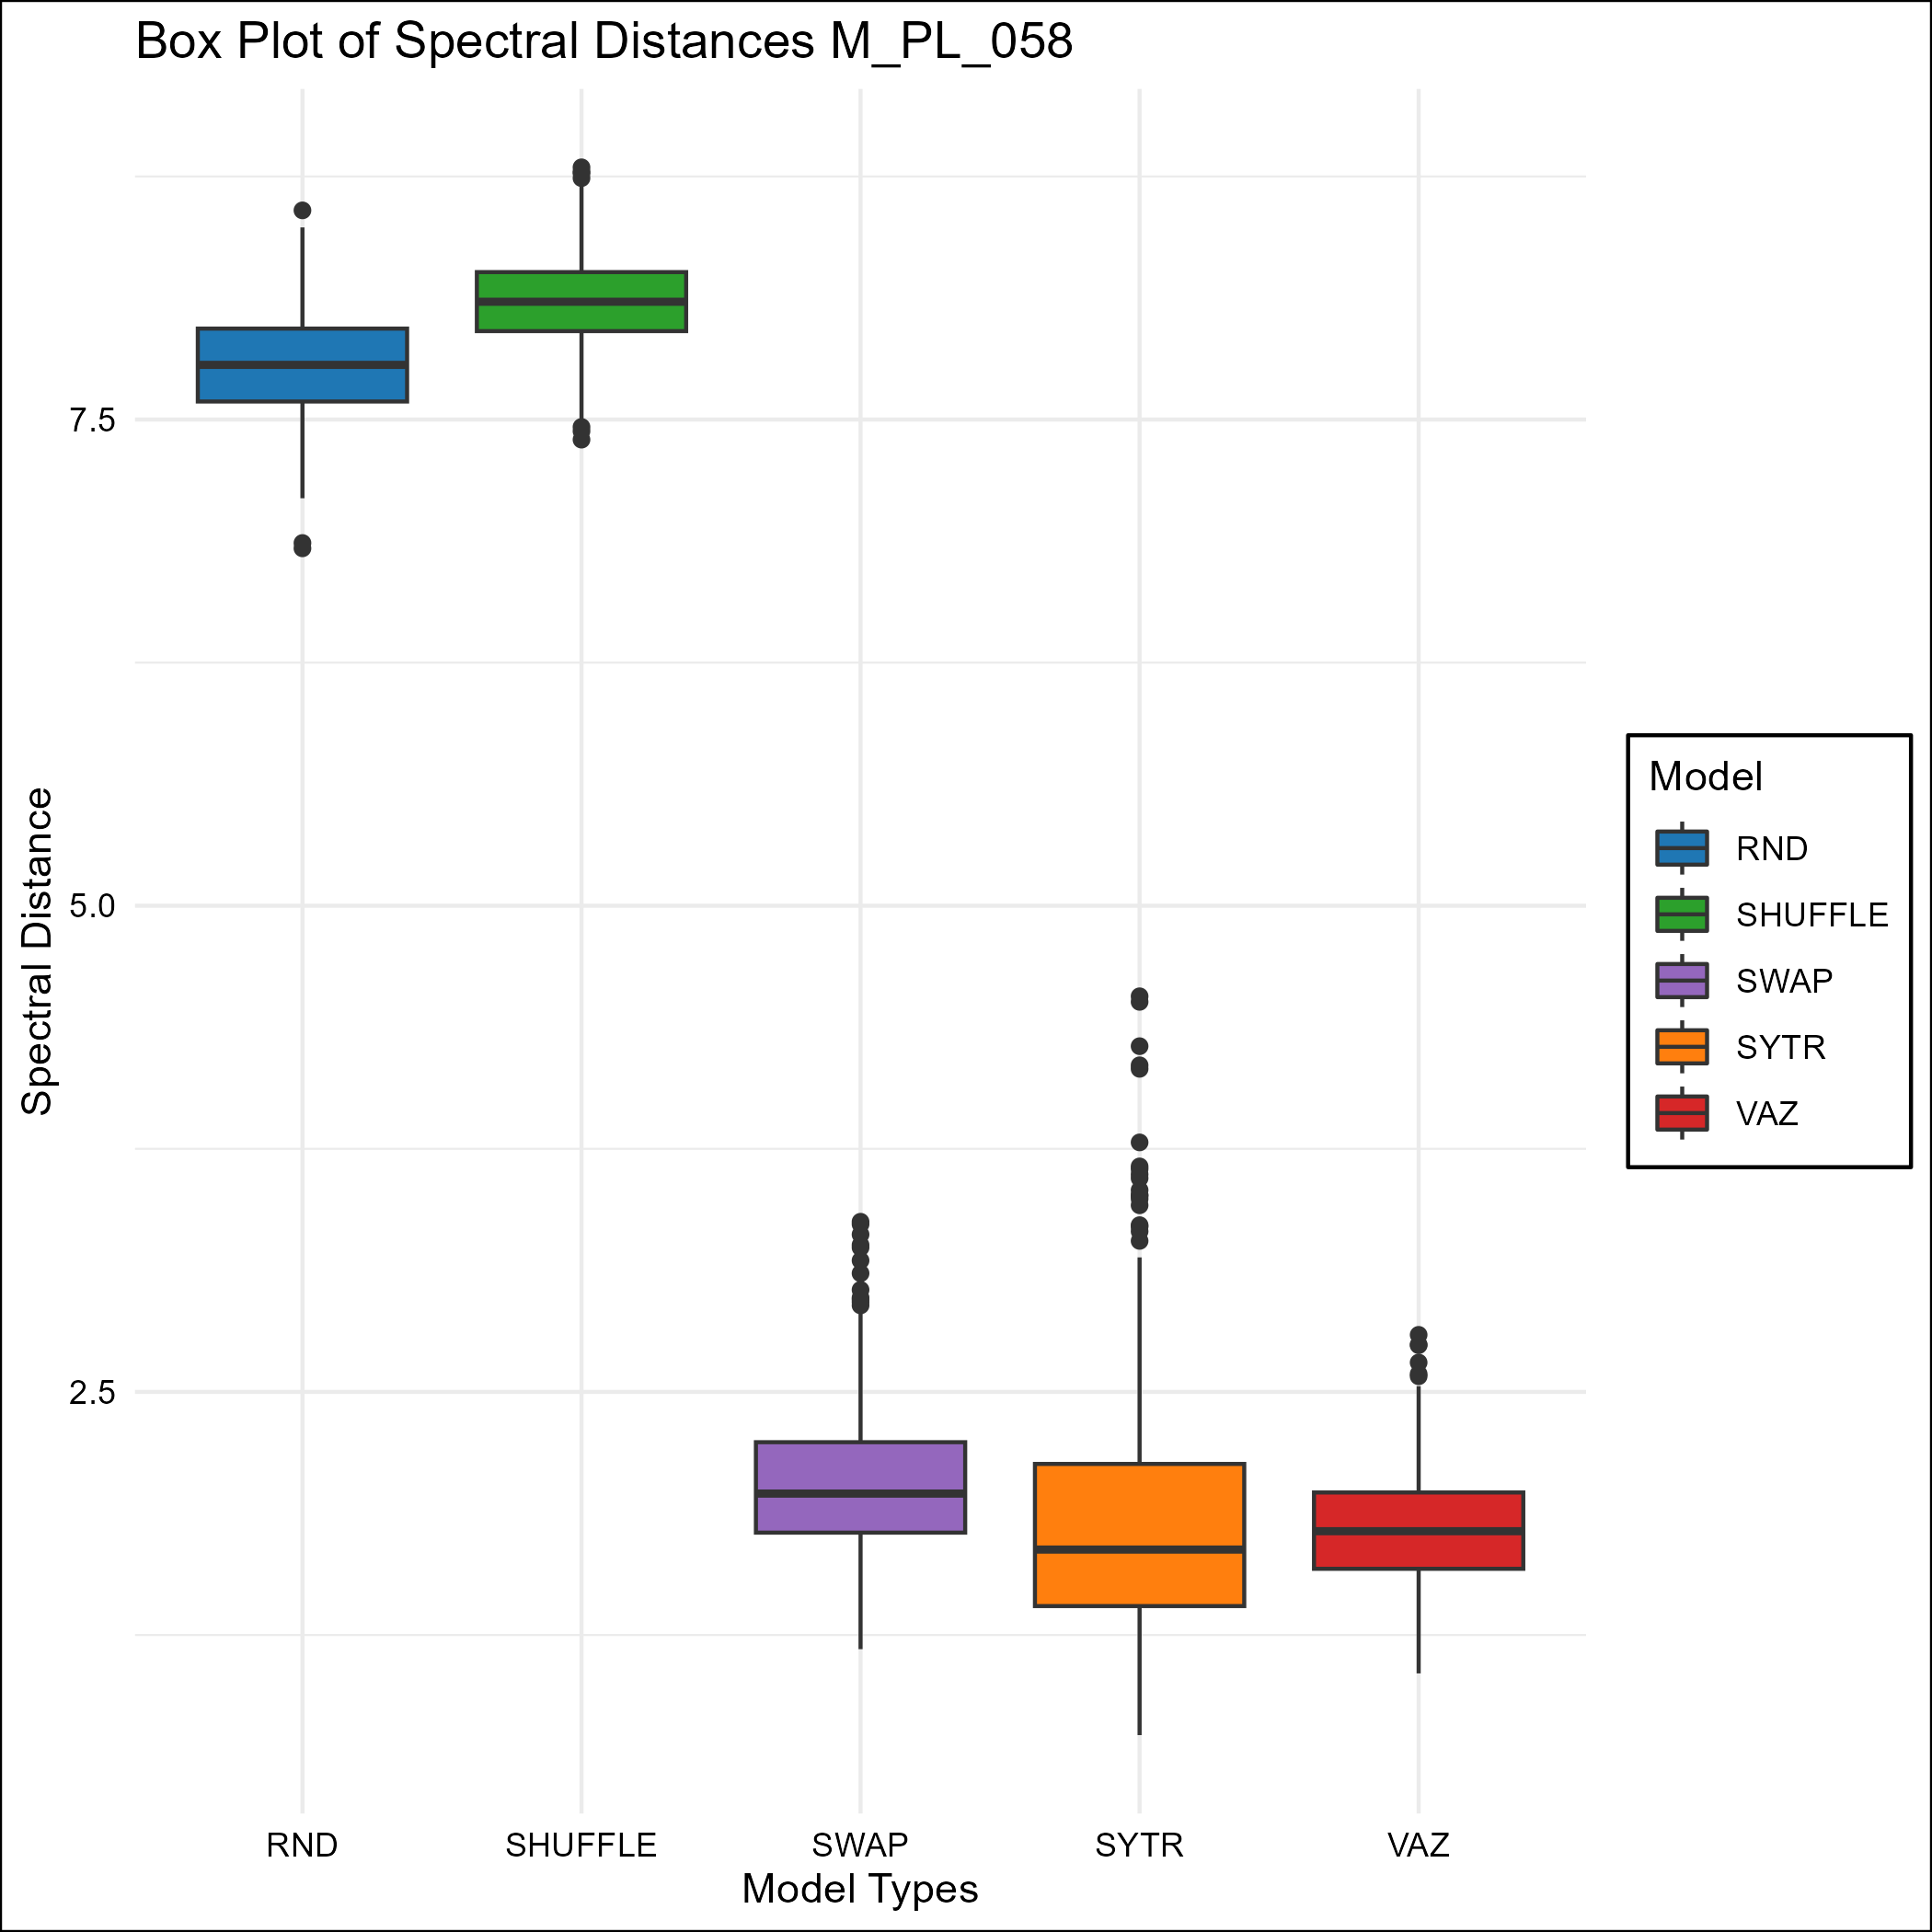 Box Plot of Spectral Distances M_PL_058
7.5
5.0
2.5
Spectral Distance
RND
SHUFFLE
SWAP
SYTR
VAZ
Model Types
Model
RND
SHUFFLE
SWAP
SYTR
VAZ